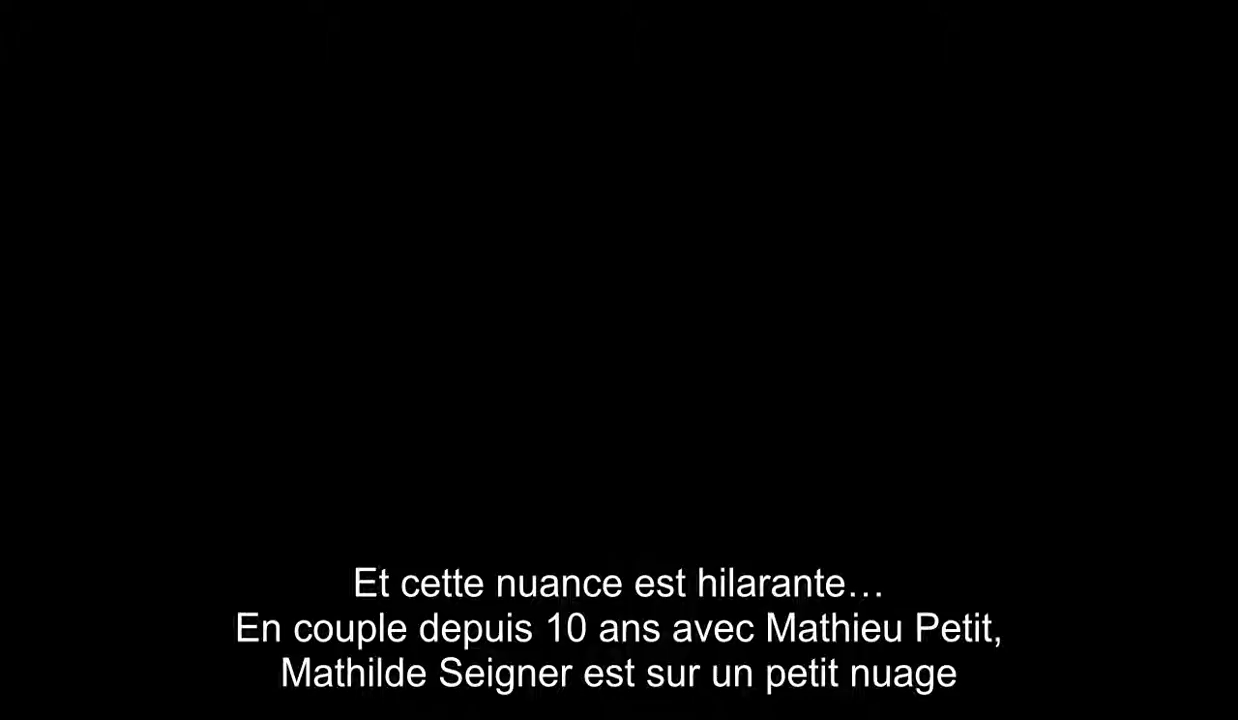 Et cette nuance est hilarante…
En couple depuis 10 ans avec Mathieu Petit,
Mathilde Seigner est sur un petit nuage